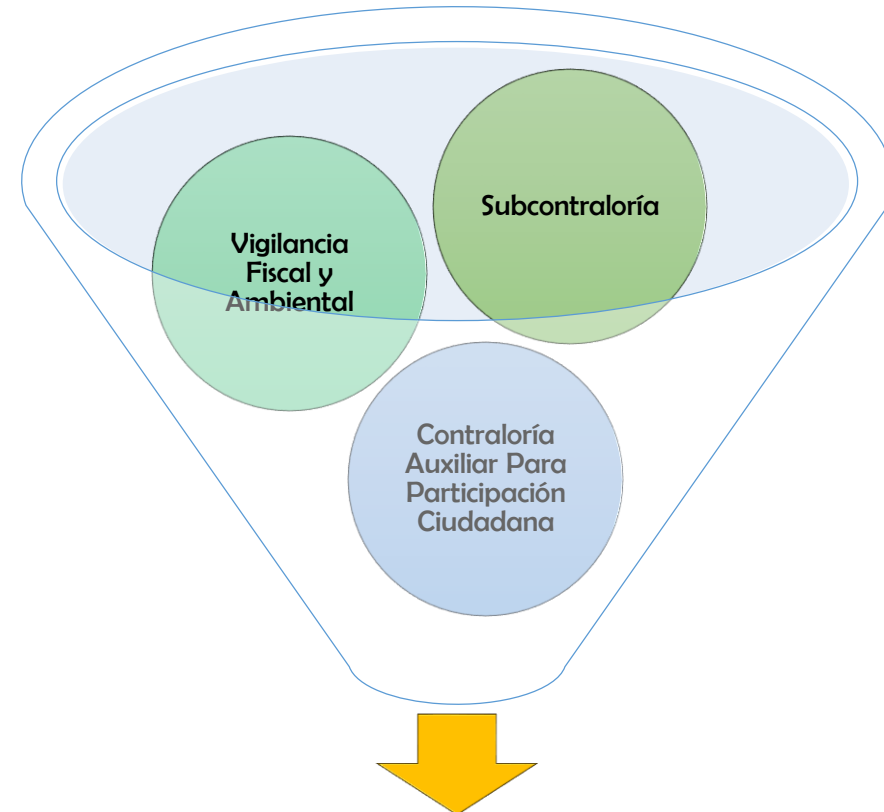 Subcontraloría
Vigilancia
Fiscal y
Ambiental
Contraloría
Auxiliar Para
Participación
Ciudadana